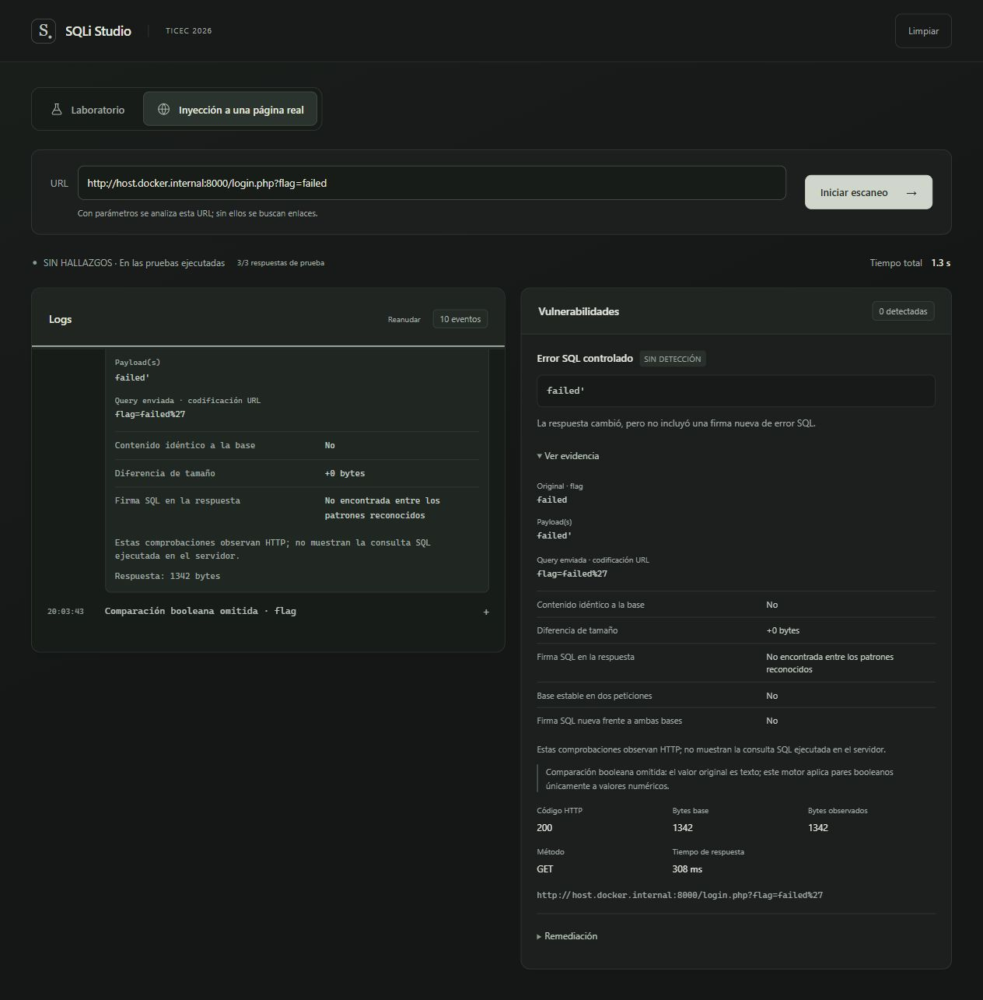 S.
SQLi Studio
TICEC 2026
Limpiar
Laboratorio
Inyección a una página real
URL
http://host.docker.internal:8000/login.php?flag=failed
Iniciar escaneo →
Con parámetros se analiza esta URL; sin ellos se buscan enlaces.
SIN HALLAZGOS · En las pruebas ejecutadas
3/3 respuestas de prueba
Tiempo total 1.3 s
Logs
Reanudar
10 eventos
Payload(s)
failed'
Query enviada · codificación URL
flag=failed%27
Contenido idéntico a la base No
Diferencia de tamaño +0 bytes
Firma SQL en la respuesta No encontrada entre los
patrones reconocidos
Estas comprobaciones observan HTTP; no muestran la consulta SQL
ejecutada en el servidor.
Respuesta: 1342 bytes
20:03:43 Comparación booleana omitida · flag +
Vulnerabilidades
0 detectadas
Error SQL controlado SIN DETECCIÓN
failed'
La respuesta cambió, pero no incluyó una firma nueva de error SQL.
▾ Ver evidencia
Original · flag
failed
Payload(s)
failed'
Query enviada · codificación URL
flag=failed%27
Contenido idéntico a la base No
Diferencia de tamaño +0 bytes
Firma SQL en la respuesta No encontrada entre los patrones
reconocidos
Base estable en dos peticiones No
Firma SQL nueva frente a ambas bases No
Estas comprobaciones observan HTTP; no muestran la consulta SQL ejecutada en el servidor.
Comparación booleana omitida: el valor original es texto; este motor aplica pares booleanos
únicamente a valores numéricos.
Código HTTP Bytes base Bytes observados
200 1342 1342
Método Tiempo de respuesta
GET 308 ms
http://host.docker.internal:8000/login.php?flag=failed%27
▸ Remediación